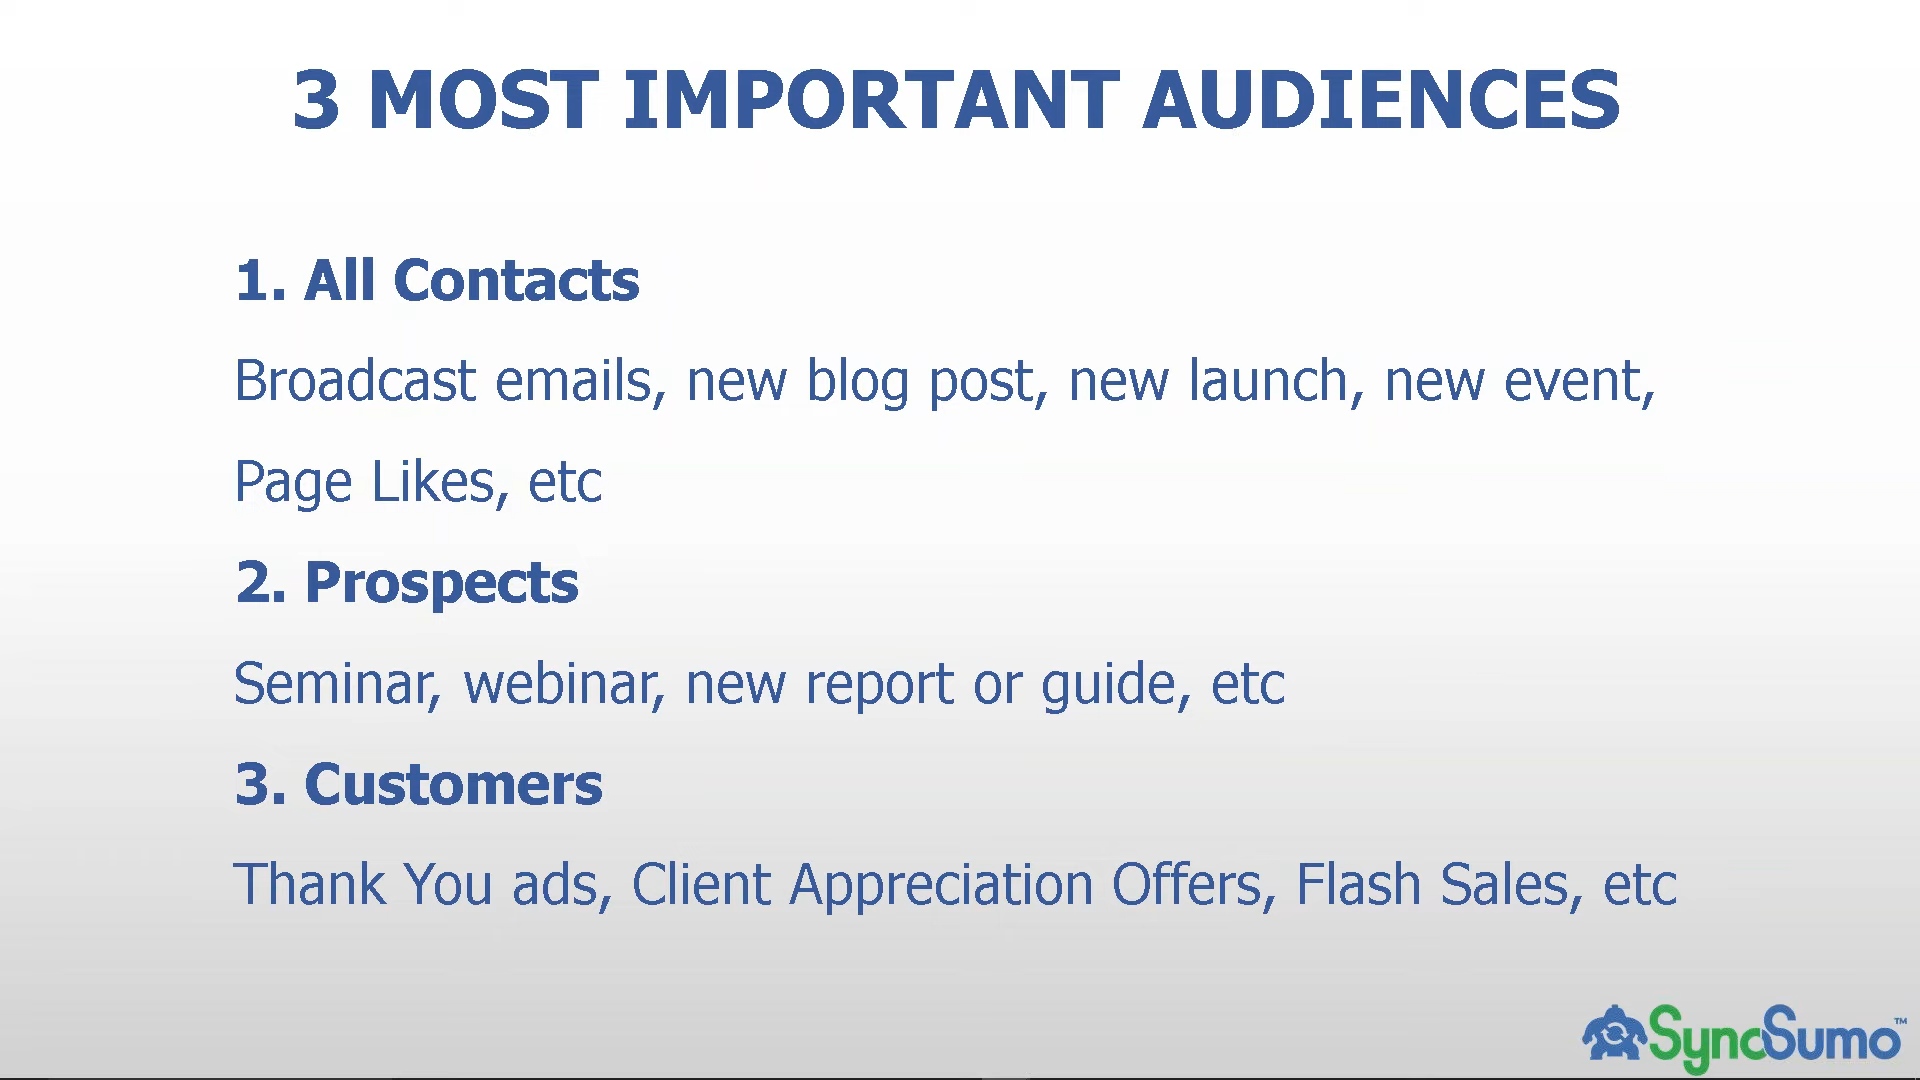 3 MOST IMPORTANT AUDIENCES
1. All Contacts
Broadcast emails, new blog post, new launch, new event,
Page Likes, etc
2. Prospects
Seminar, webinar, new report or guide, etc
3. Customers
Thank You ads, Client Appreciation Offers, Flash Sales, etc
SyncSumo™